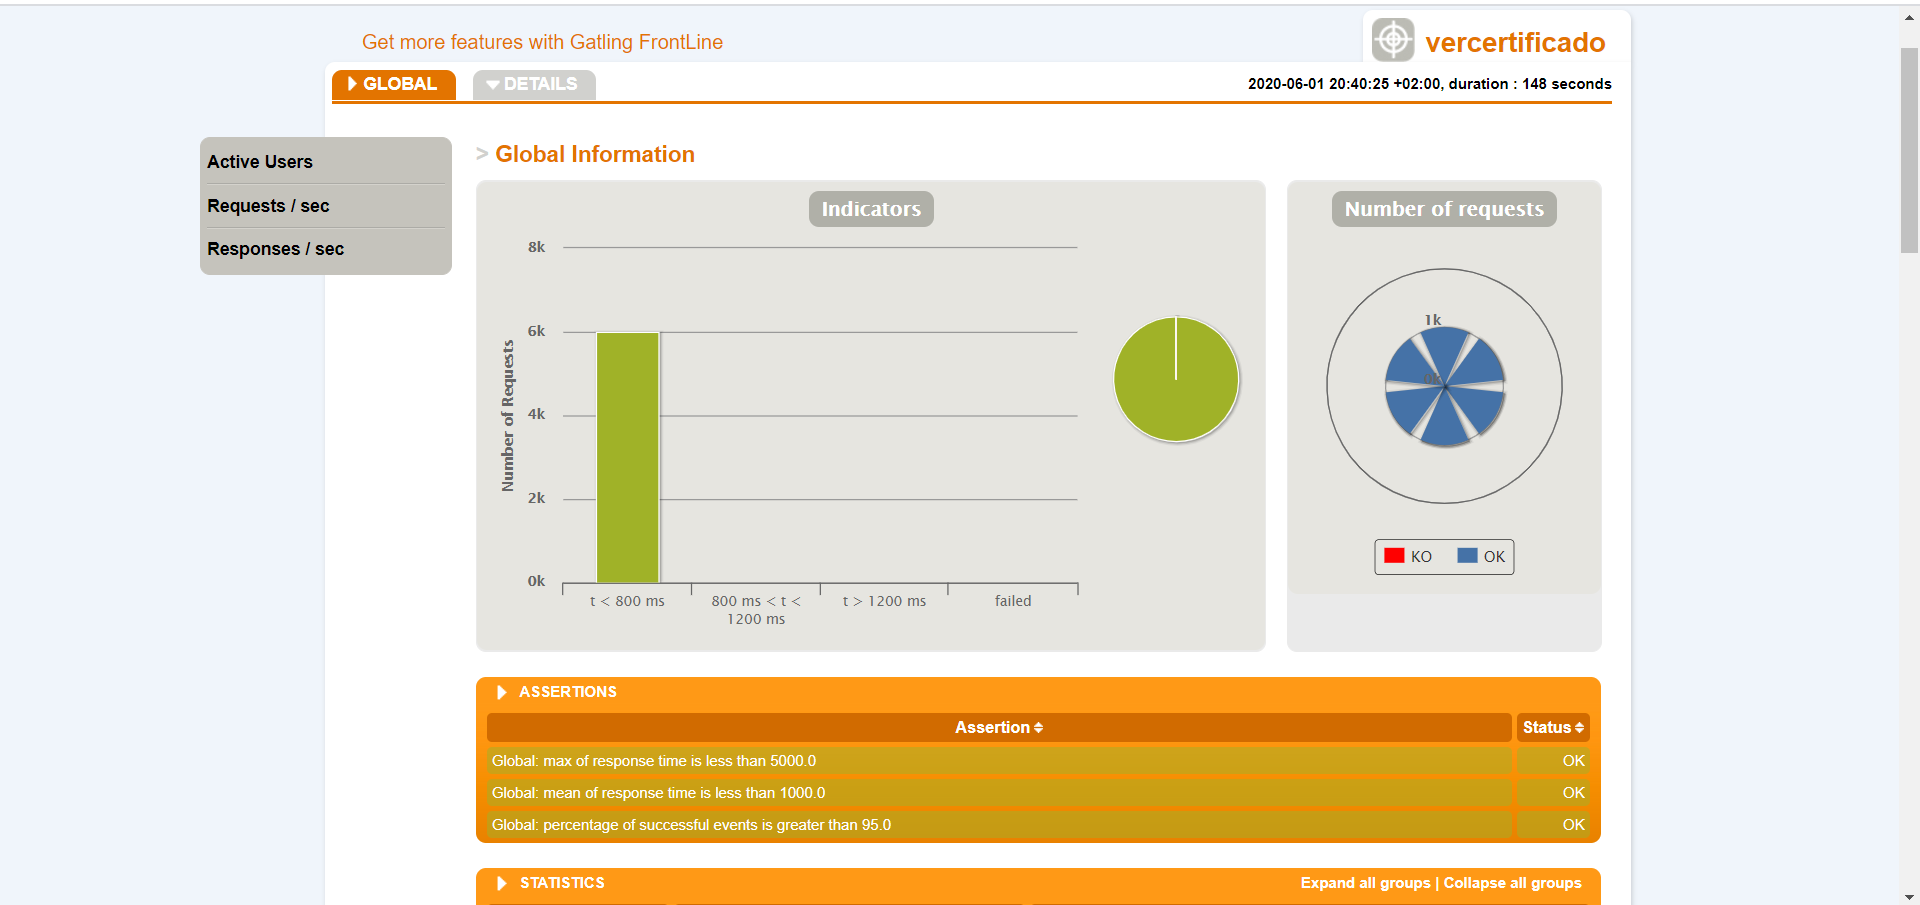 Get more features with Gatling FrontLine
vercertificado
GLOBAL
DETAILS
2020-06-01 20:40:25 +02:00, duration : 148 seconds
Active Users
Requests / sec
Responses / sec
> Global Information
Indicators
Number of Requests
8k
6k
4k
2k
0k
t < 800 ms
800 ms < t <
1200 ms
t > 1200 ms
failed
Number of requests
1k
0k
KO
OK
ASSERTIONS
Assertion
Status
Global: max of response time is less than 5000.0
OK
Global: mean of response time is less than 1000.0
OK
Global: percentage of successful events is greater than 95.0
OK
STATISTICS
Expand all groups | Collapse all groups